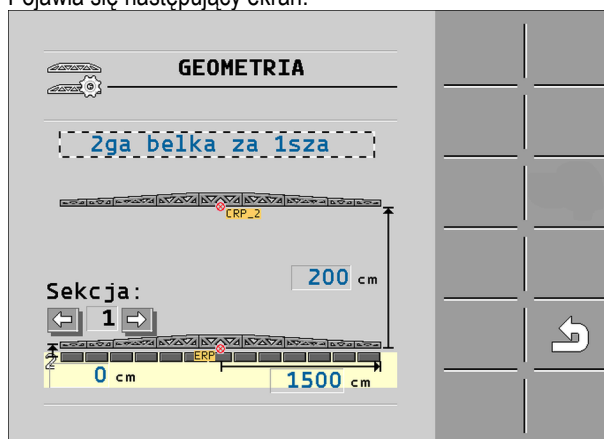 Pojawia się następujący ekran:
GEOMETRIA
2ga belka za 1sza
CRP_2
200 cm
Sekcja:
1
ERP
2
0 cm
1500 cm